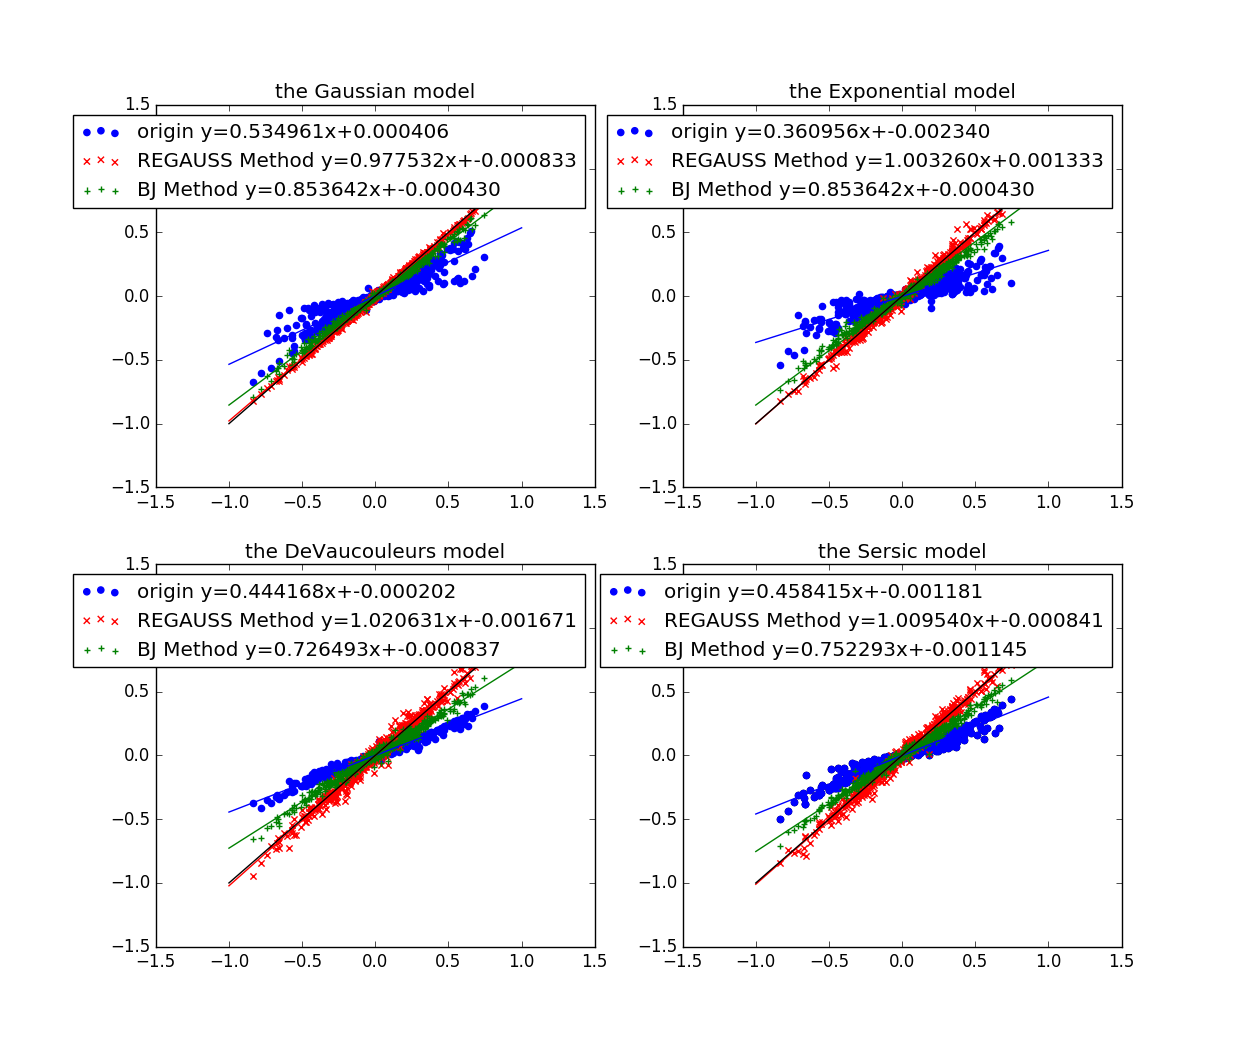 the Gaussian model
1.5
origin y=0.534961x+0.000406
REGAUSS Method y=0.977532x+-0.000833
BJ Method y=0.853642x+-0.000430
0.5
0.0
−0.5
−1.0
−1.5
−1.5 −1.0 −0.5 0.0 0.5 1.0 1.5
the Exponential model
1.5
origin y=0.360956x+-0.002340
REGAUSS Method y=1.003260x+0.001333
BJ Method y=0.853642x+-0.000430
0.5
0.0
−0.5
−1.0
−1.5
−1.5 −1.0 −0.5 0.0 0.5 1.0 1.5
the DeVaucouleurs model
1.5
origin y=0.444168x+-0.000202
REGAUSS Method y=1.020631x+-0.001671
BJ Method y=0.726493x+-0.000837
0.5
0.0
−0.5
−1.0
−1.5
−1.5 −1.0 −0.5 0.0 0.5 1.0 1.5
the Sersic model
1.5
origin y=0.458415x+-0.001181
REGAUSS Method y=1.009540x+-0.000841
BJ Method y=0.752293x+-0.001145
0.5
0.0
−0.5
−1.0
−1.5
−1.5 −1.0 −0.5 0.0 0.5 1.0 1.5